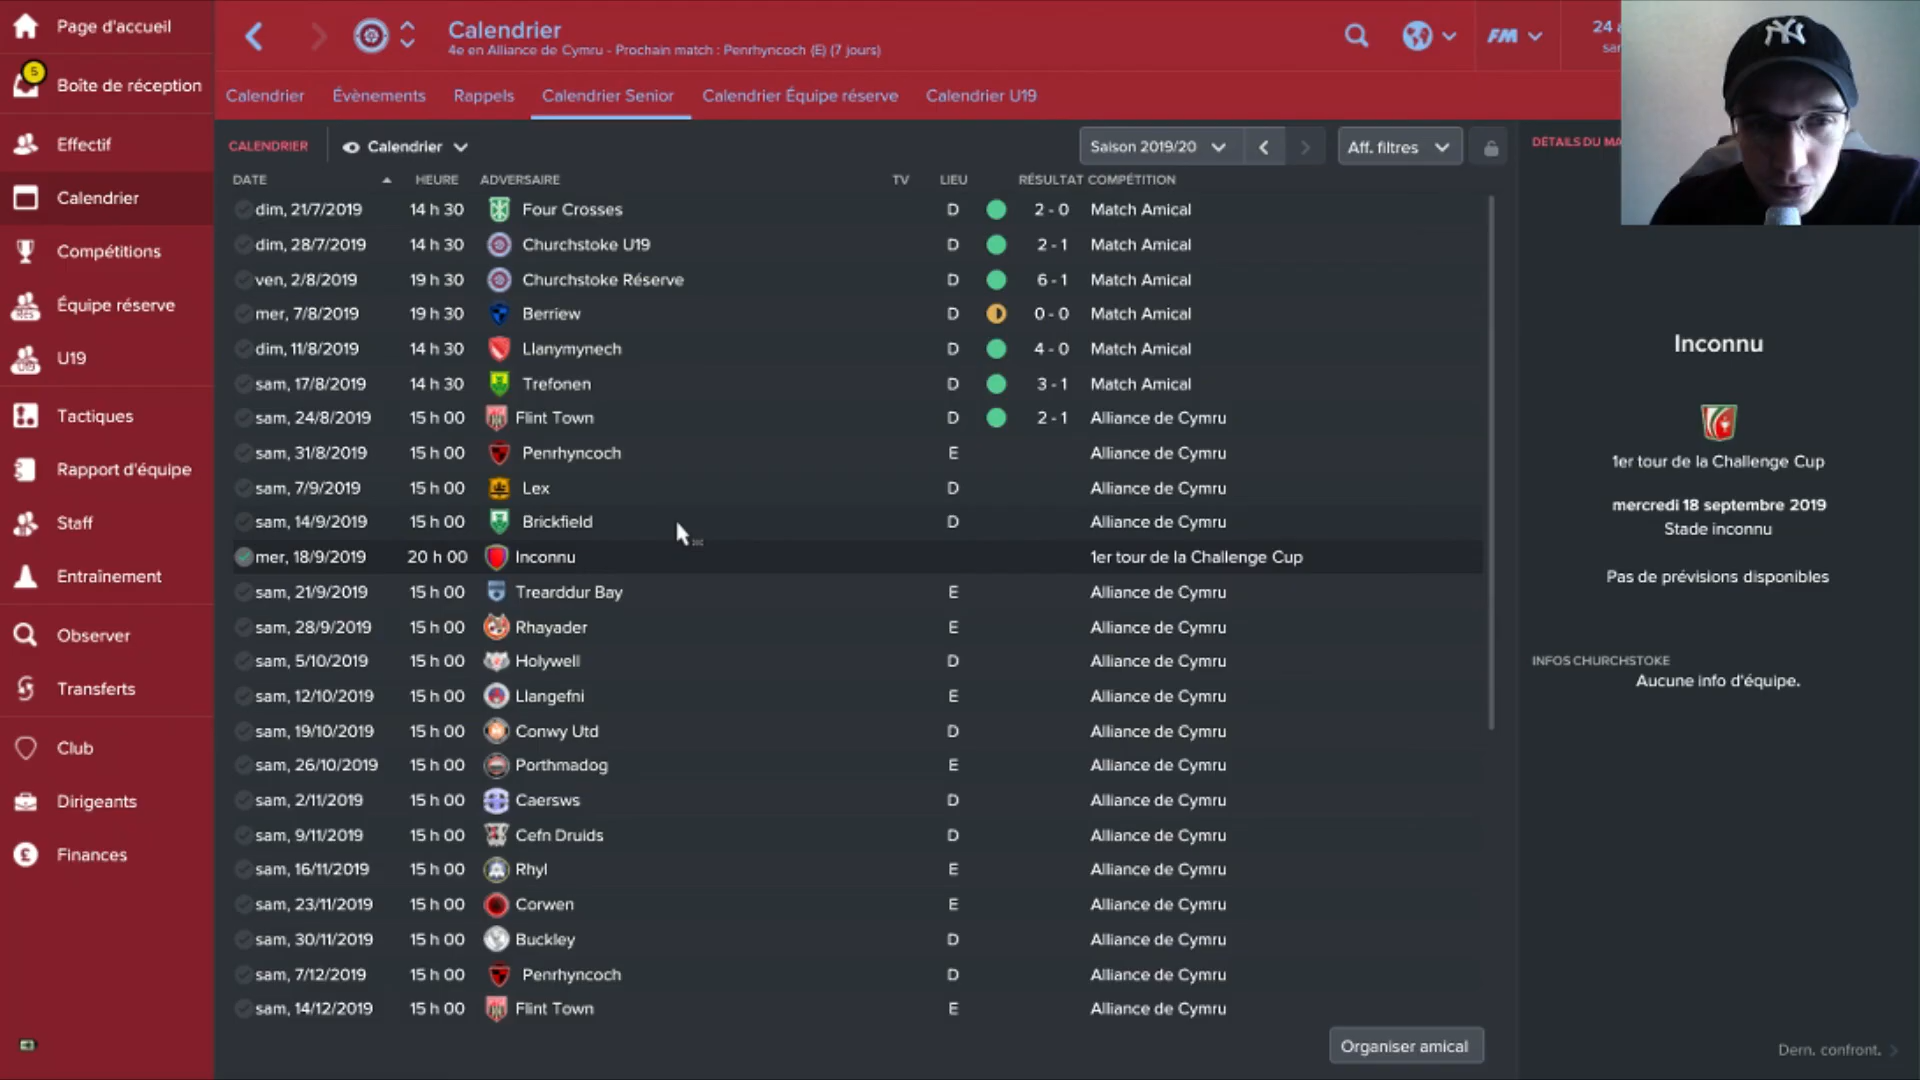 Page d'accueil
5
Boîte de réception
Effectif
Calendrier
Compétitions
Équipe réserve
U19
Tactiques
Rapport d'équipe
Staff
Entraînement
Observer
Transferts
Club
Dirigeants
Finances
Calendrier
4e en Alliance de Cymru - Prochain match : Penrhyncoch (E) (7 jours)
FM
24
NY
Calendrier Évènements Rappels Calendrier Senior Calendrier Équipe réserve Calendrier U19
CALENDRIER Calendrier Saison 2019/20 Aff. filtres
DATE HEURE ADVERSAIRE TV LIEU RÉSULTAT COMPÉTITION
dim, 21/7/2019 14 h 30 Four Crosses D 2 - 0 Match Amical
dim, 28/7/2019 14 h 30 Churchstoke U19 D 2 - 1 Match Amical
ven, 2/8/2019 19 h 30 Churchstoke Réserve D 6 - 1 Match Amical
mer, 7/8/2019 19 h 30 Berriew D 0 - 0 Match Amical
dim, 11/8/2019 14 h 30 Llanymynech D 4 - 0 Match Amical
sam, 17/8/2019 14 h 30 Trefonen D 3 - 1 Match Amical
sam, 24/8/2019 15 h 00 Flint Town D 2 - 1 Alliance de Cymru
sam, 31/8/2019 15 h 00 Penrhyncoch E Alliance de Cymru
sam, 7/9/2019 15 h 00 Lex D Alliance de Cymru
sam, 14/9/2019 15 h 00 Brickfield D Alliance de Cymru
mer, 18/9/2019 20 h 00 Inconnu 1er tour de la Challenge Cup
sam, 21/9/2019 15 h 00 Trearddur Bay E Alliance de Cymru
sam, 28/9/2019 15 h 00 Rhayader E Alliance de Cymru
sam, 5/10/2019 15 h 00 Holywell D Alliance de Cymru
sam, 12/10/2019 15 h 00 Llangefni E Alliance de Cymru
sam, 19/10/2019 15 h 00 Conwy Utd D Alliance de Cymru
sam, 26/10/2019 15 h 00 Porthmadog E Alliance de Cymru
sam, 2/11/2019 15 h 00 Caersws D Alliance de Cymru
sam, 9/11/2019 15 h 00 Cefn Druids D Alliance de Cymru
sam, 16/11/2019 15 h 00 Rhyl E Alliance de Cymru
sam, 23/11/2019 15 h 00 Corwen E Alliance de Cymru
sam, 30/11/2019 15 h 00 Buckley D Alliance de Cymru
sam, 7/12/2019 15 h 00 Penrhyncoch D Alliance de Cymru
sam, 14/12/2019 15 h 00 Flint Town E Alliance de Cymru
Organiser amical
DÉTAILS DU
Inconnu
1er tour de la Challenge Cup
mercredi 18 septembre 2019
Stade inconnu
Pas de prévisions disponibles
INFOS CHURCHSTOKE
Aucune info d'équipe.
Dern. confront.